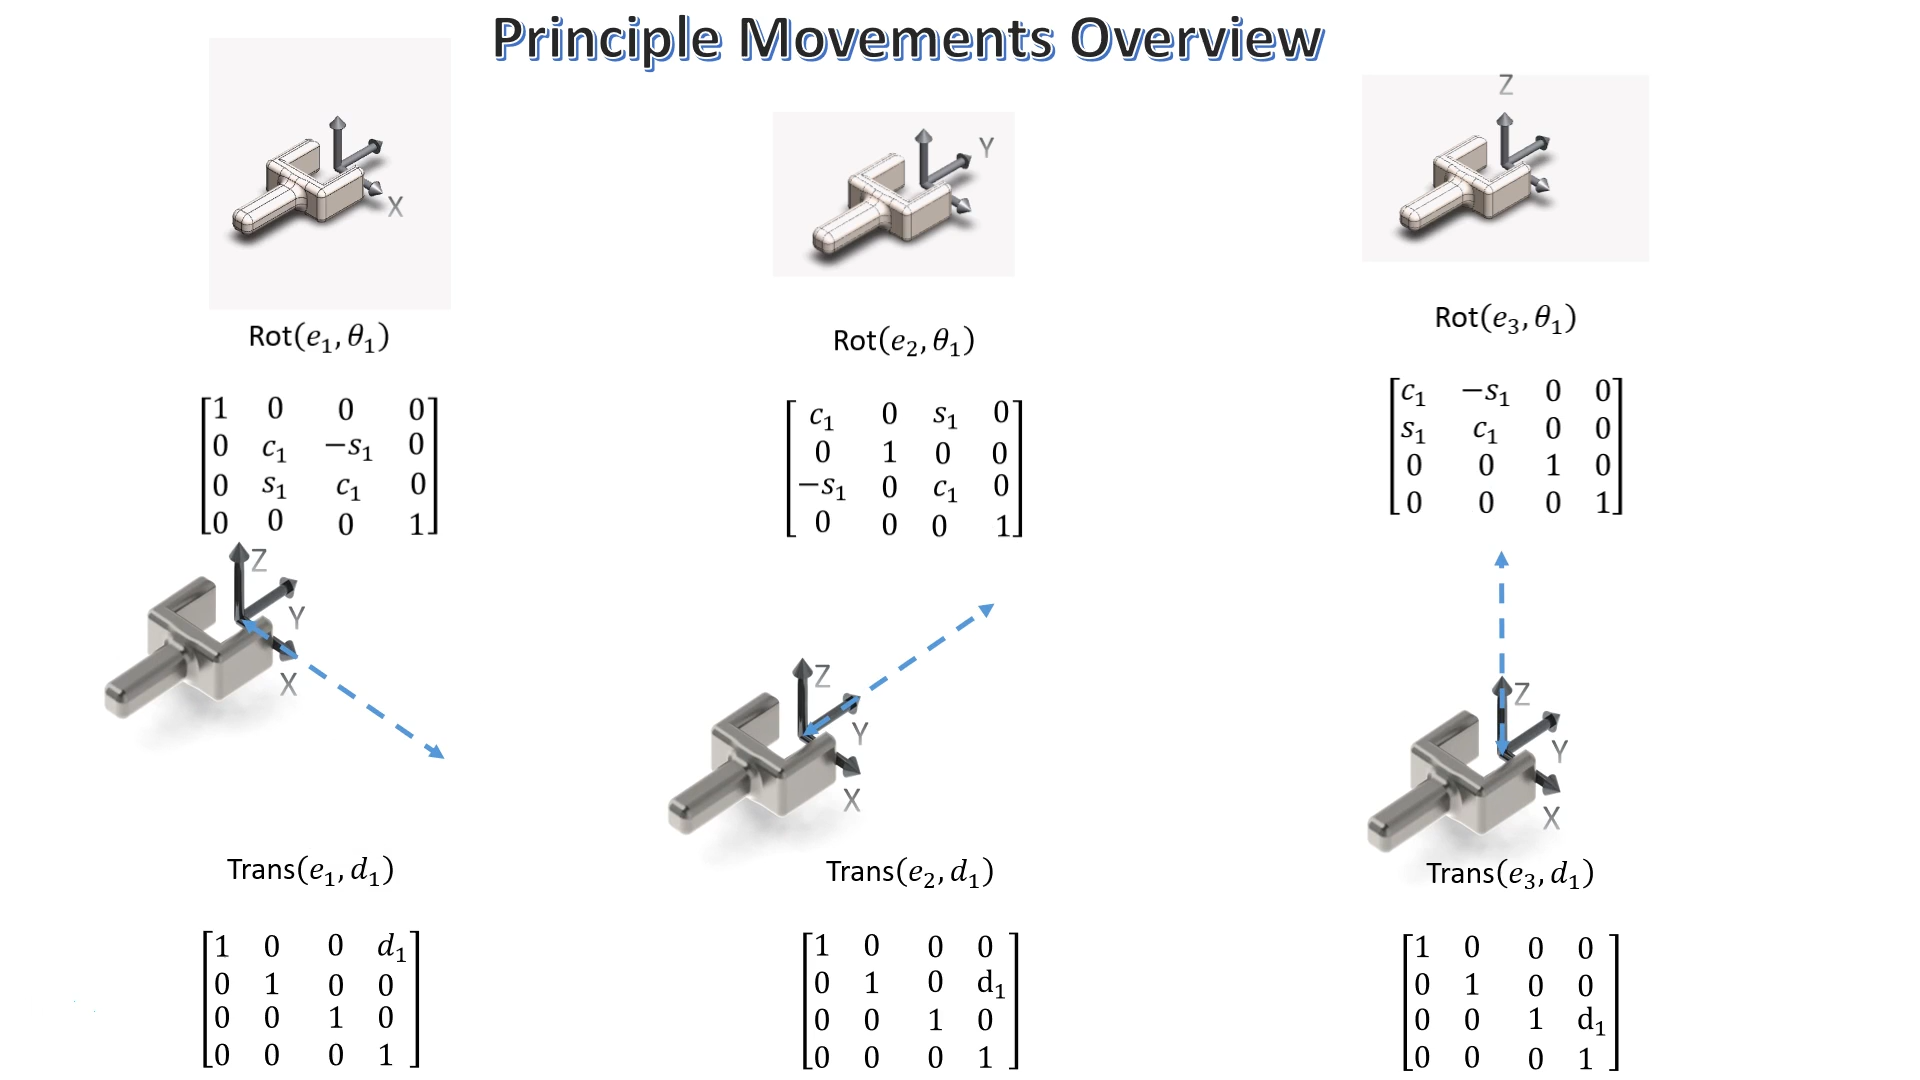 Principle Movements Overview
X
Y
Z
Rot(e₁, θ₁)
Rot(e₂, θ₁)
Rot(e₃, θ₁)
1 0 0 0
0 c₁ −s₁ 0
0 s₁ c₁ 0
0 0 0 1
c₁ 0 s₁ 0
0 1 0 0
−s₁ 0 c₁ 0
0 0 0 1
c₁ −s₁ 0 0
s₁ c₁ 0 0
0 0 1 0
0 0 0 1
Z
Y
X
Z
Y
X
Z
Y
X
Trans(e₁, d₁)
Trans(e₂, d₁)
Trans(e₃, d₁)
1 0 0 d₁
0 1 0 0
0 0 1 0
0 0 0 1
1 0 0 0
0 1 0 d₁
0 0 1 0
0 0 0 1
1 0 0 0
0 1 0 0
0 0 1 d₁
0 0 0 1